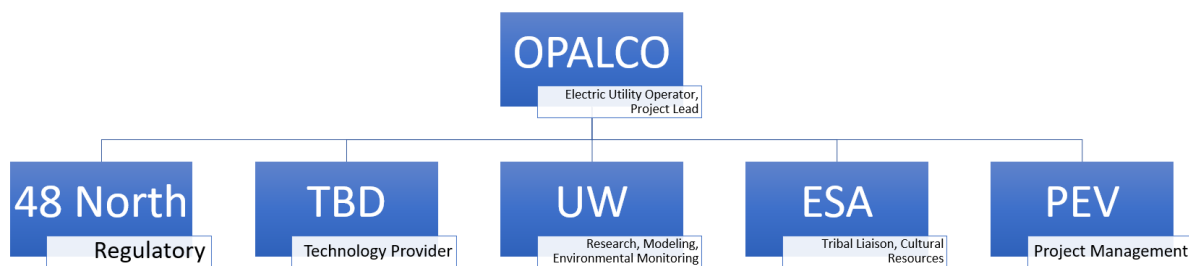 OPALCO
Electric Utility Operator,
Project Lead
48 North
Regulatory
TBD
Technology Provider
UW
Research, Modeling,
Environmental Monitoring
ESA
Tribal Liaison, Cultural
Resources
PEV
Project Management